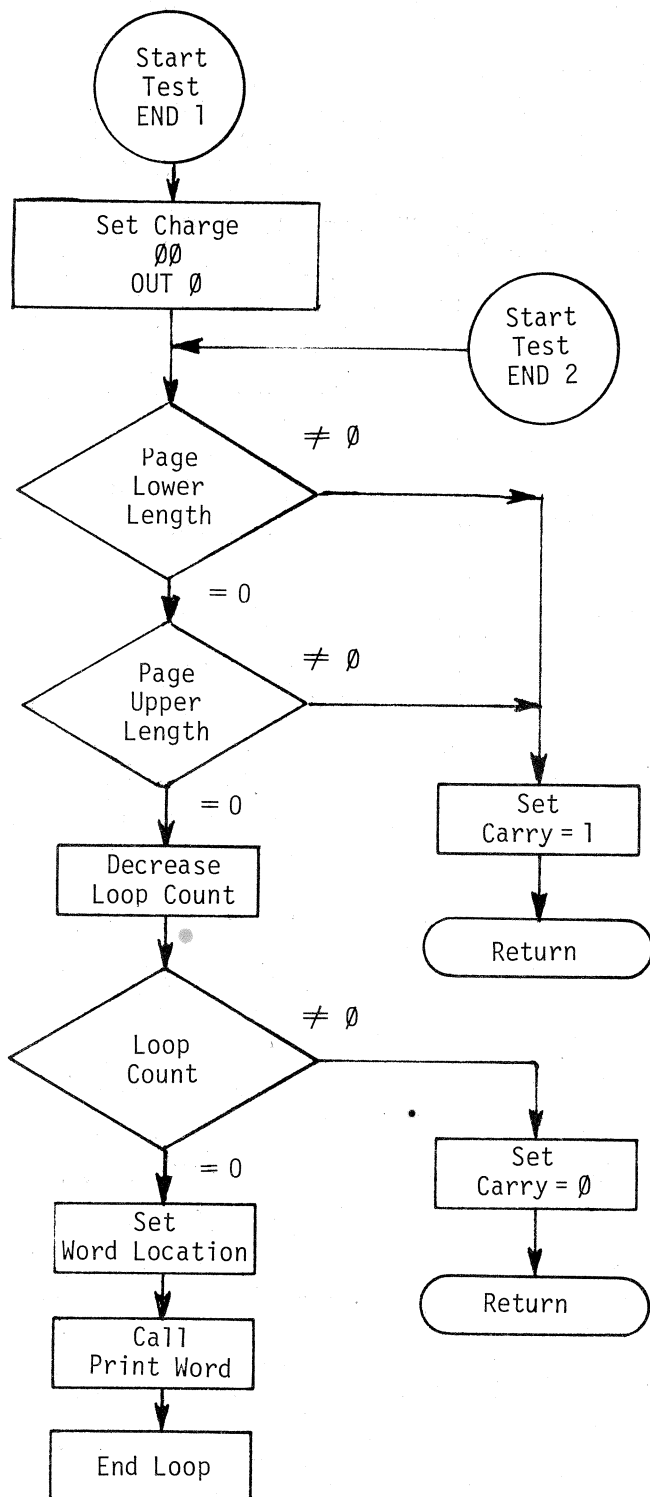 Start
Test
END 1
Set Charge
ØØ
OUT Ø
Start
Test
END 2
Page
Lower
Length
≠ Ø
= 0
Page
Upper
Length
≠ Ø
= 0
Set
Carry = 1
Decrease
Loop Count
Return
Loop
Count
≠ Ø
= 0
Set
Carry = Ø
Set
Word Location
Return
Call
Print Word
End Loop